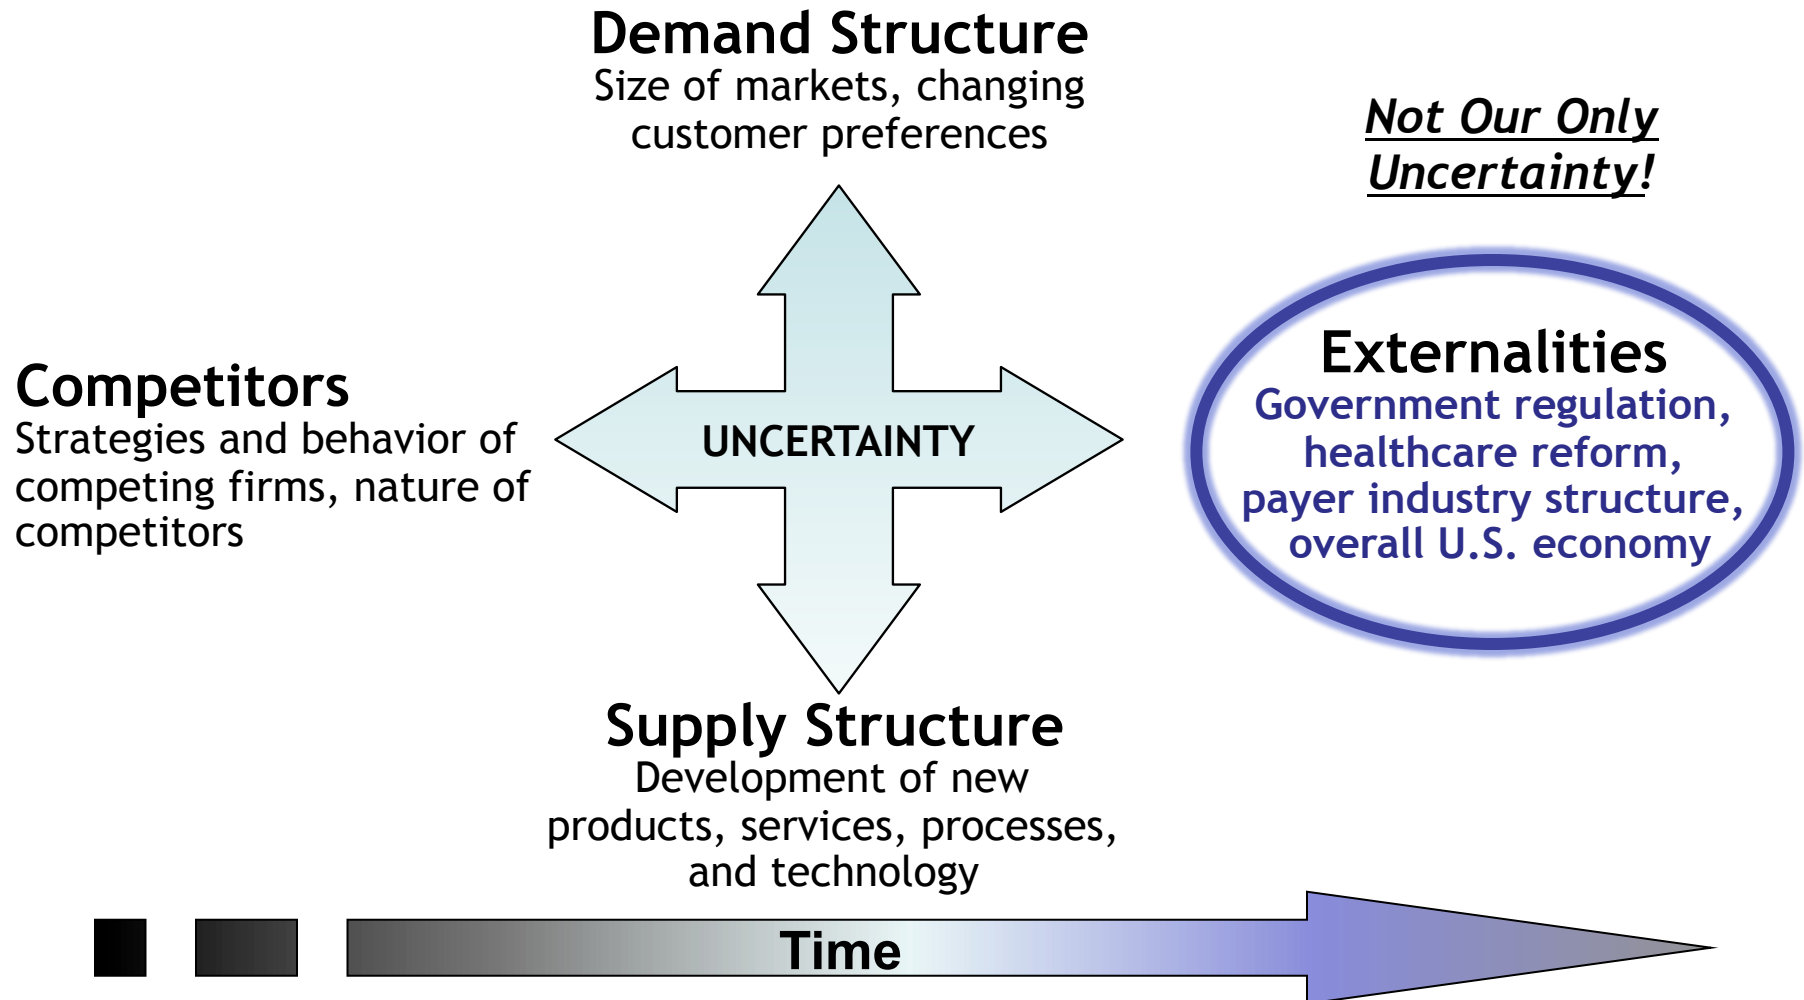 Demand Structure
Size of markets, changing
customer preferences
Not Our Only
Uncertainty!
Competitors
Strategies and behavior of
competing firms, nature of
competitors
UNCERTAINTY
Externalities
Government regulation,
healthcare reform,
payer industry structure,
overall U.S. economy
Supply Structure
Development of new
products, services, processes,
and technology
Time